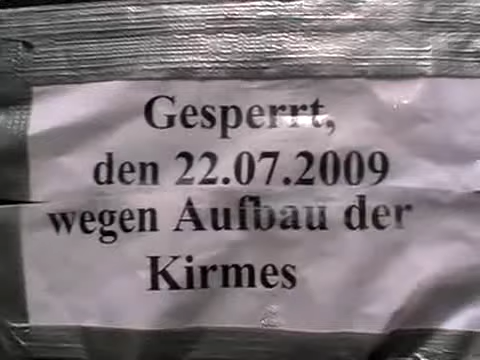 Gesperrt,
den 22.07.2009
wegen Aufbau der
Kirmes